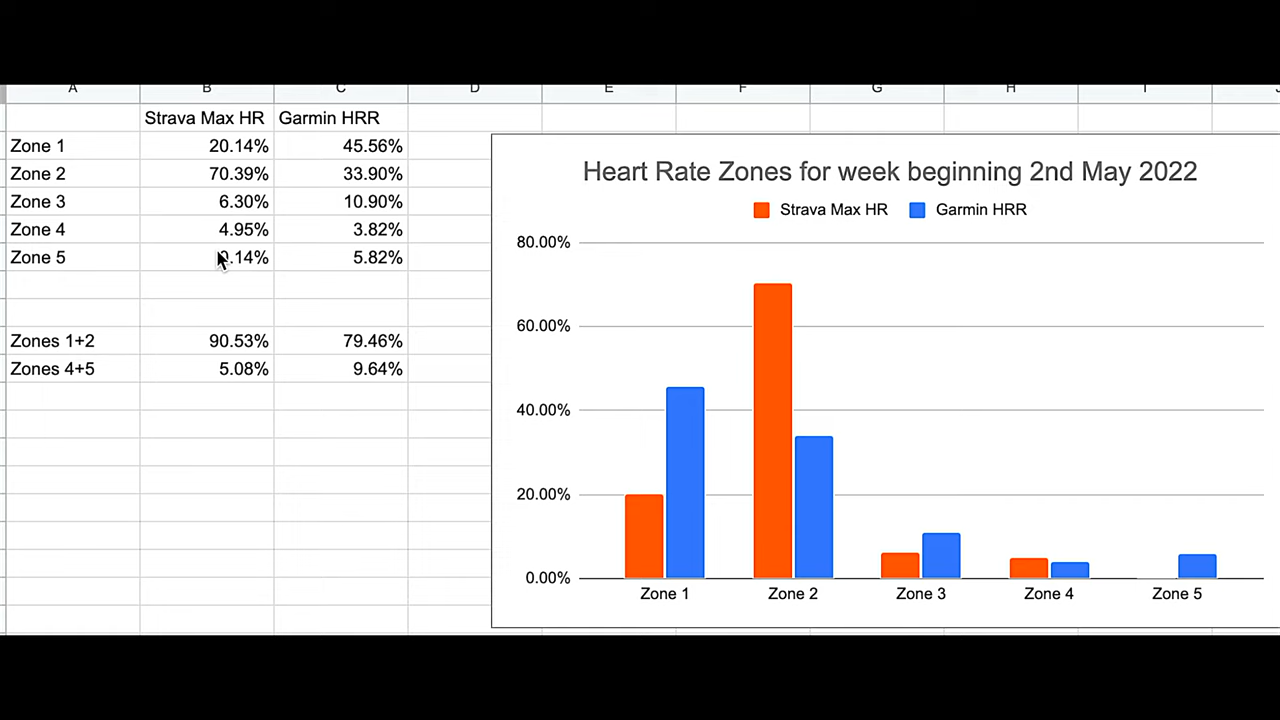 A B C D E F G H I J
Strava Max HR Garmin HRR
Zone 1 20.14% 45.56%
Zone 2 70.39% 33.90%
Zone 3 6.30% 10.90%
Zone 4 4.95% 3.82%
Zone 5 .14% 5.82%
Zones 1+2 90.53% 79.46%
Zones 4+5 5.08% 9.64%
Heart Rate Zones for week beginning 2nd May 2022
Strava Max HR Garmin HRR
80.00%
60.00%
40.00%
20.00%
0.00%
Zone 1 Zone 2 Zone 3 Zone 4 Zone 5